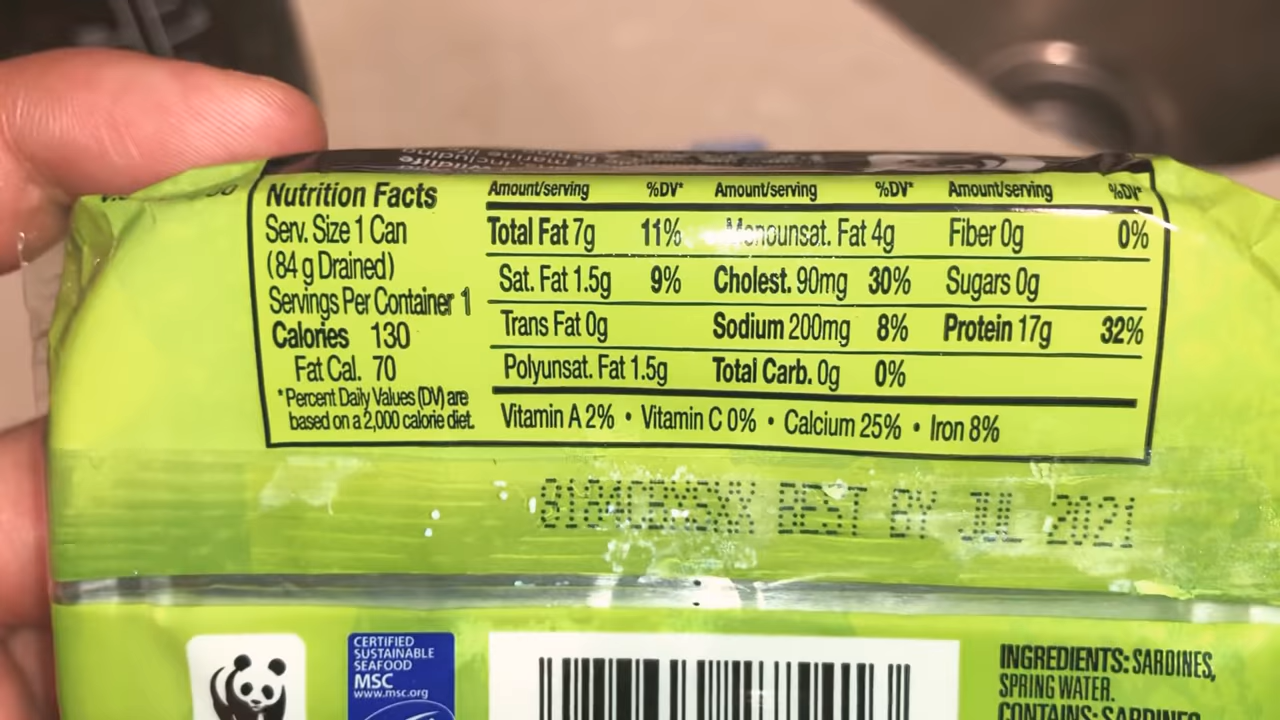 Nutrition Facts
Serv. Size 1 Can
(84 g Drained)
Servings Per Container 1
Calories 130
Fat Cal. 70
*Percent Daily Values (DV) are
based on a 2,000 calorie diet.
Amount/serving %DV* Amount/serving %DV* Amount/serving %DV*
Total Fat 7g 11% Monounsat. Fat 4g Fiber 0g 0%
Sat. Fat 1.5g 9% Cholest. 90mg 30% Sugars 0g
Trans Fat 0g Sodium 200mg 8% Protein 17g 32%
Polyunsat. Fat 1.5g Total Carb. 0g 0%
Vitamin A 2% • Vitamin C 0% • Calcium 25% • Iron 8%
BEST BY JUL 2021
CERTIFIED
SUSTAINABLE
SEAFOOD
MSC
www.msc.org
INGREDIENTS: SARDINES,
SPRING WATER.
CONTAINS: SARDINES